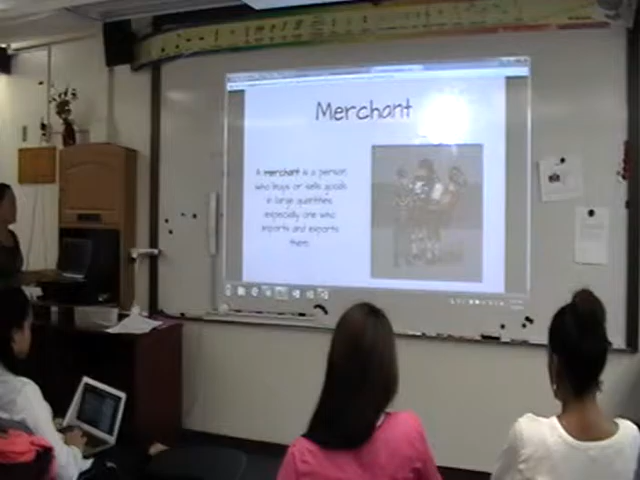 Merchant
A merchant is a person
who buys or sells goods
in large quantities
especially one who
imports and exports
them.